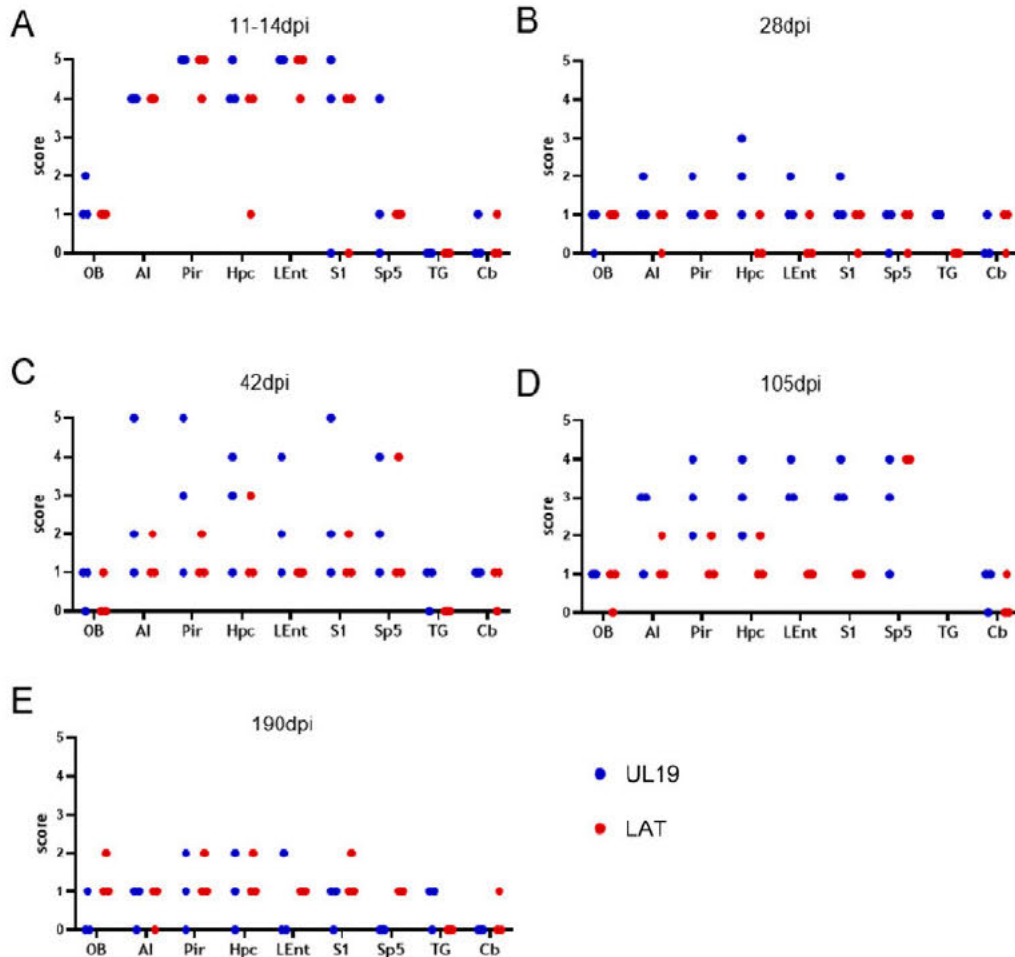 A
11-14dpi
score
5
4
3
2
1
0
OB AI Pir Hpc LEnt S1 Sp5 TG Cb
B
28dpi
score
5
4
3
2
1
0
OB AI Pir Hpc LEnt S1 Sp5 TG Cb
C
42dpi
score
5
4
3
2
1
0
OB AI Pir Hpc LEnt S1 Sp5 TG Cb
D
105dpi
score
5
4
3
2
1
0
OB AI Pir Hpc LEnt S1 Sp5 TG Cb
E
190dpi
score
5
4
3
2
1
0
OB AI Pir Hpc LEnt S1 Sp5 TG Cb
UL19
LAT